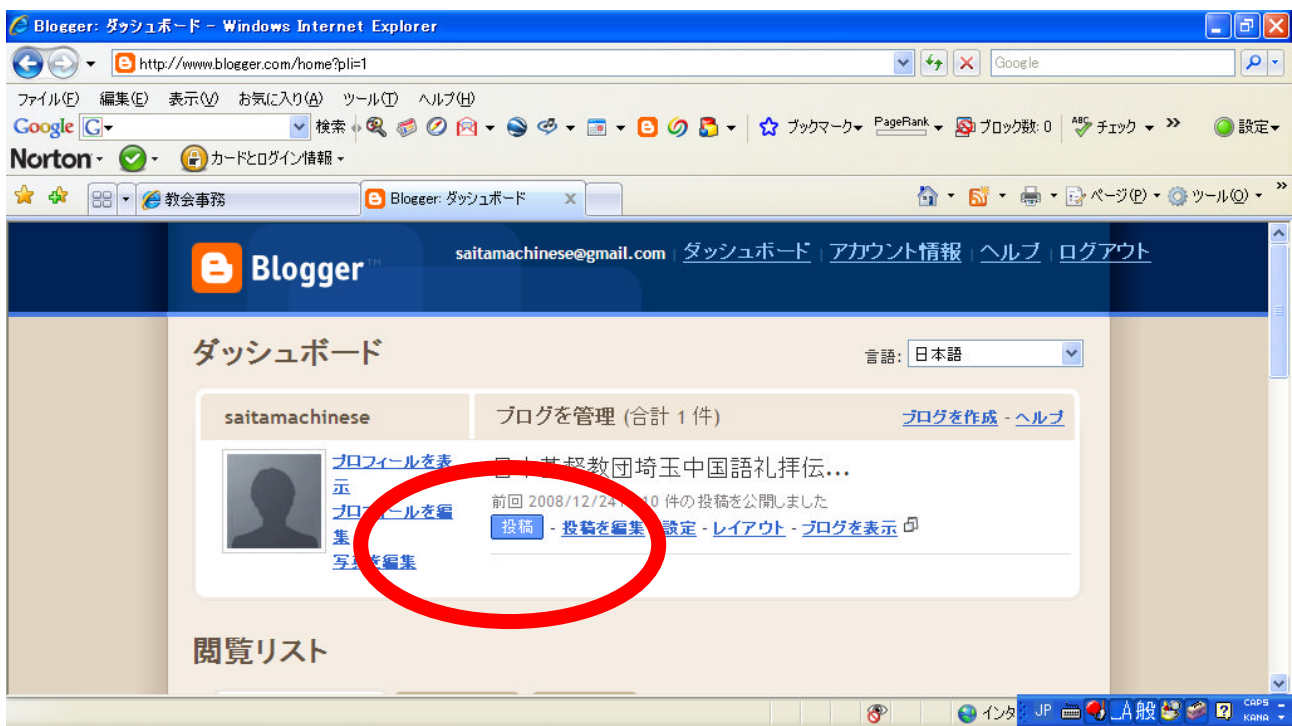 Blogger: ダッシュボード - Windows Internet Explorer
http://www.blogger.com/home?pli=1
Google
ファイル(F) 編集(E) 表示(V) お気に入り(A) ツール(T) ヘルプ(H)
Google G 検索 ブックマーク PageRank ブロック数: 0 ABC チェック » 設定
Norton カードとログイン情報
教会事務 Blogger: ダッシュボード X ページ(P) ツール(O) »
Blogger™ saitamachinese@gmail.com | ダッシュボード | アカウント情報 | ヘルプ | ログアウト
ダッシュボード
言語: 日本語
saitamachinese
ブログを管理 (合計 1 件) ブログを作成 - ヘルプ
プロフィールを表示
プロフィールを編集
写真を編集
督教団埼玉中国語礼拝伝...
前回 2008/12/24 10 件の投稿を公開しました
投稿 - 投稿を編集 設定 - レイアウト - ブログを表示
閲覧リスト
インタ JP A 般 CAPS KANA